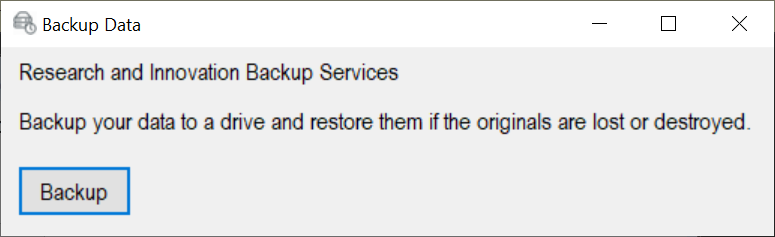 Backup Data
Research and Innovation Backup Services
Backup your data to a drive and restore them if the originals are lost or destroyed.
Backup